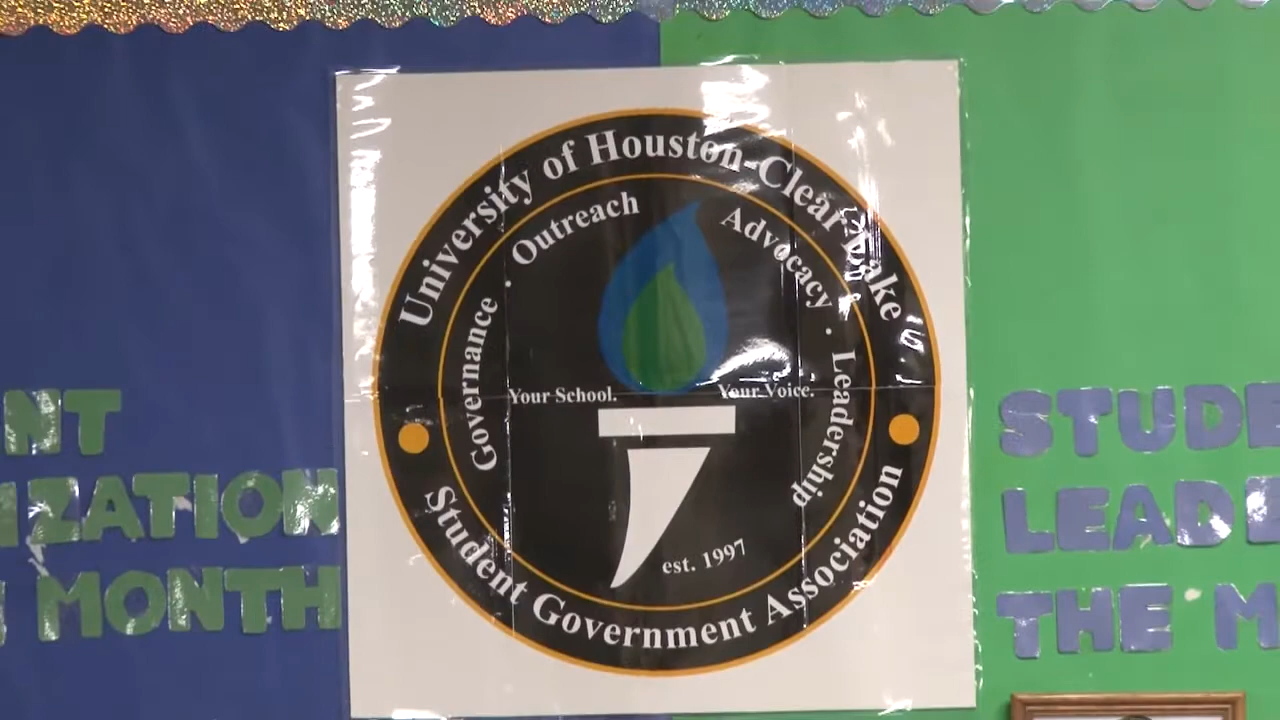 University of Houston-Clear Lake
Outreach
Advocacy
Governance
Leadership
Your School.
Your Voice.
est. 1997
Student Government Association
NT
IZATION
MONTH
STUDE
LEAD
THE M